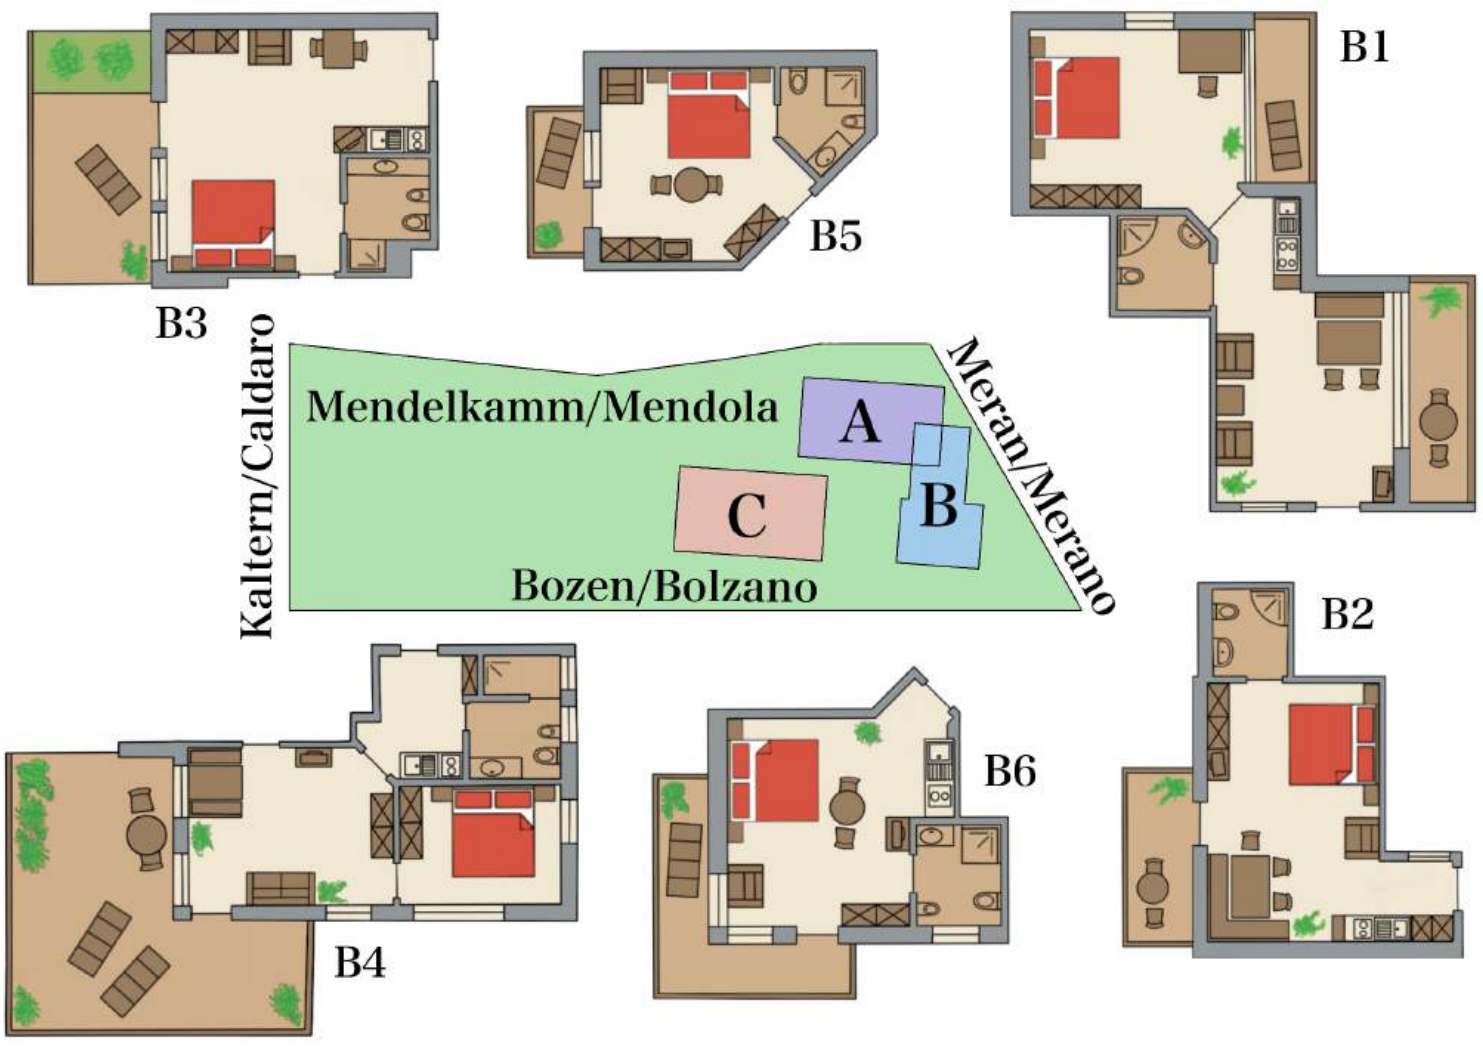 B1
B5
B3
Kaltern/Caldaro
Mendelkamm/Mendola
Meran/Merano
A
B
C
Bozen/Bolzano
B2
B6
B4